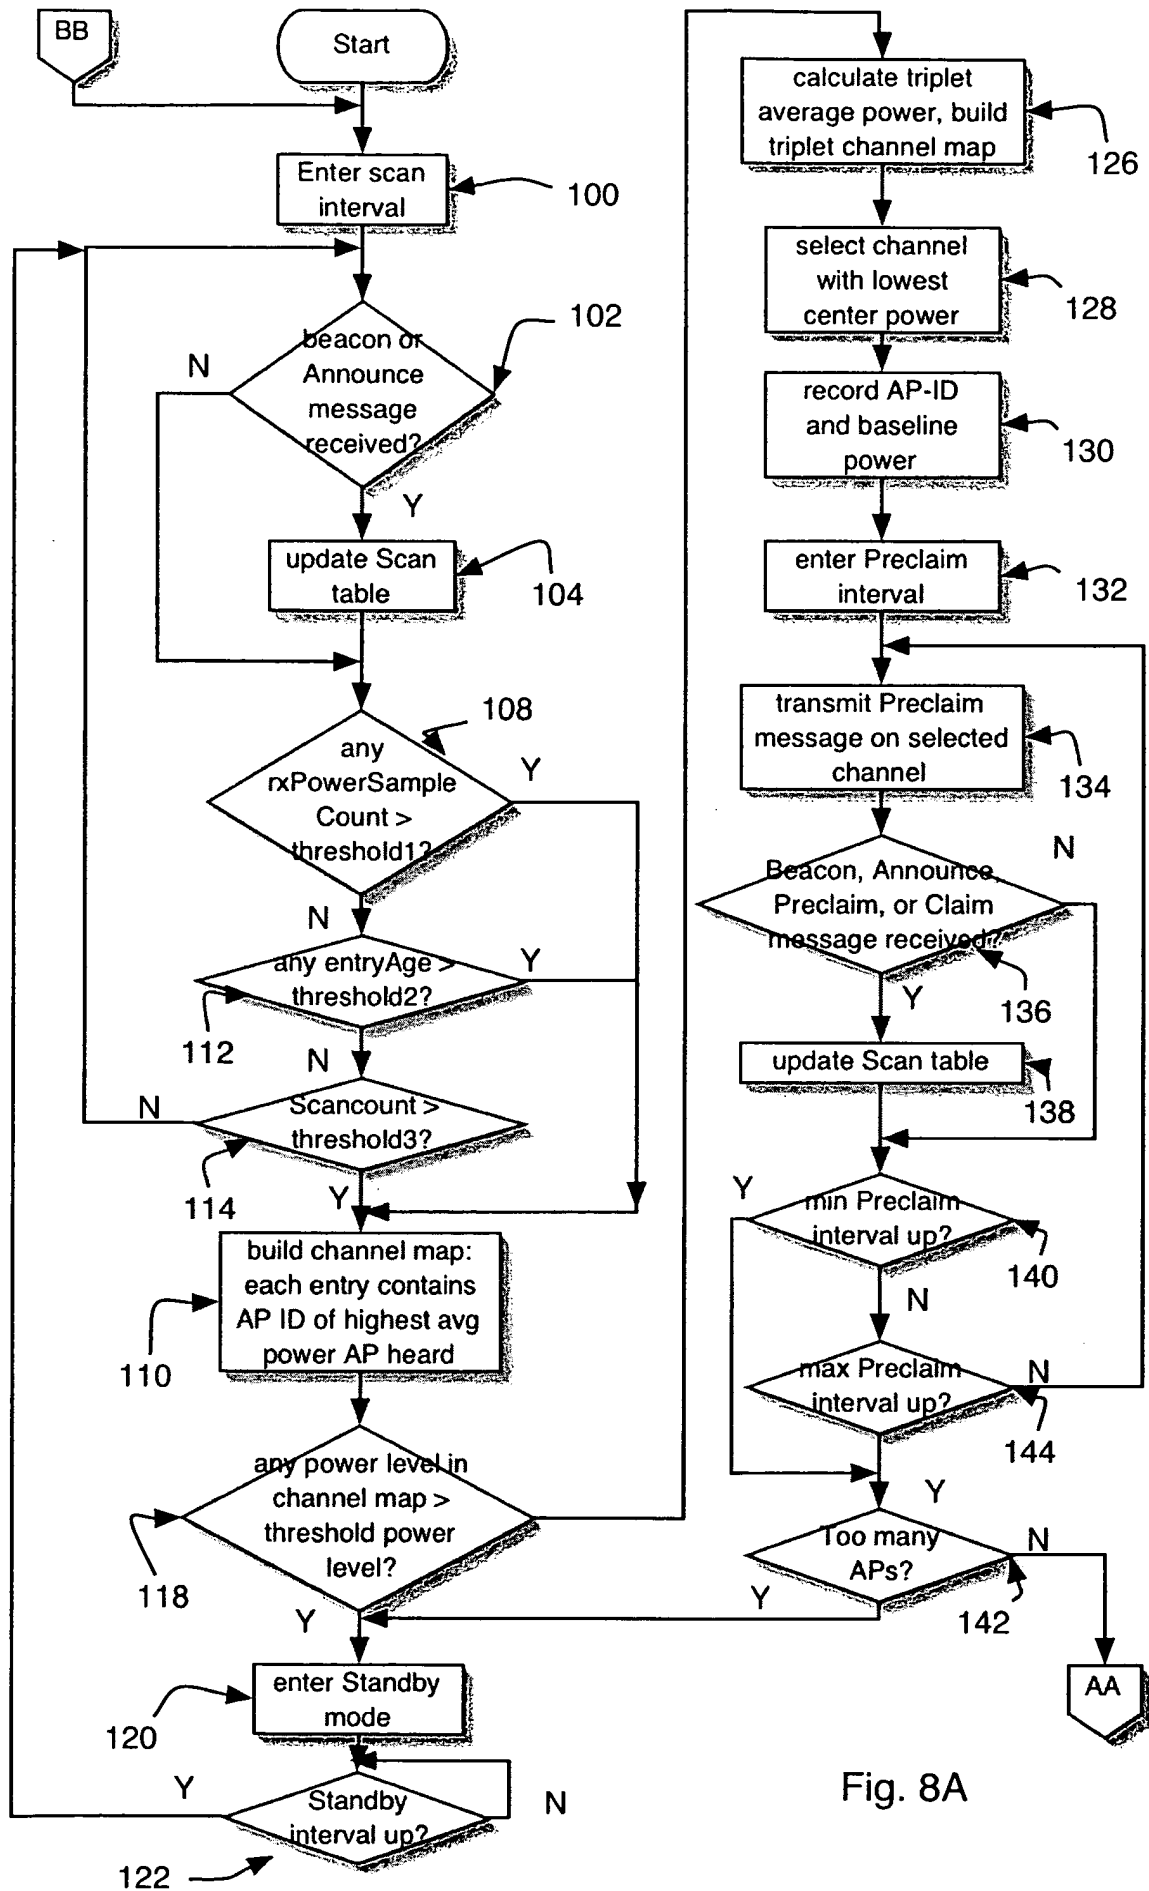 BB
Start
Enter scan
interval
100
beacon or
Announce
message
received?
102
N
Y
update Scan
table
104
108
any
rxPowerSample
Count >
threshold1?
Y
N
any entryAge >
threshold2?
Y
112
N
Scancount >
threshold3?
N
114
Y
build channel map:
each entry contains
AP ID of highest avg
power AP heard
110
any power level in
channel map >
threshold power
level?
118
Y
enter Standby
mode
120
Y
Standby
interval up?
N
122
calculate triplet
average power, build
triplet channel map
126
select channel
with lowest
center power
128
record AP-ID
and baseline
power
130
enter Preclaim
interval
132
transmit Preclaim
message on selected
channel
134
N
Beacon, Announce,
Preclaim, or Claim
message received?
136
Y
update Scan table
138
Y
min Preclaim
interval up?
140
N
max Preclaim
interval up?
N
144
Y
Too many
APs?
N
Y
142
AA
Fig. 8A